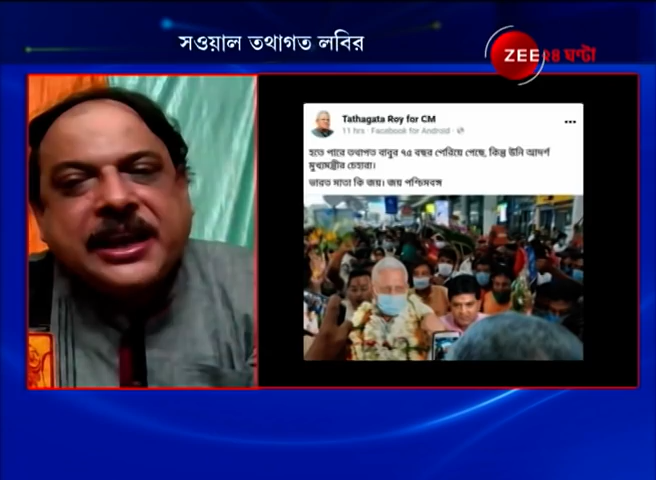 সওয়াল তথাগত লবির
ZEE ২৪ ঘণ্টা
Tathagata Roy for CM
11 hrs · Facebook for Android ·
হতে পারে তথাগত বাবুর ৭৫ বছর পেরিয়ে গেছে, কিন্তু উনি আদর্শ
মুখ্যমন্ত্রীর চেহারা।
ভারত মাতা কি জয়। জয় পশ্চিমবঙ্গ